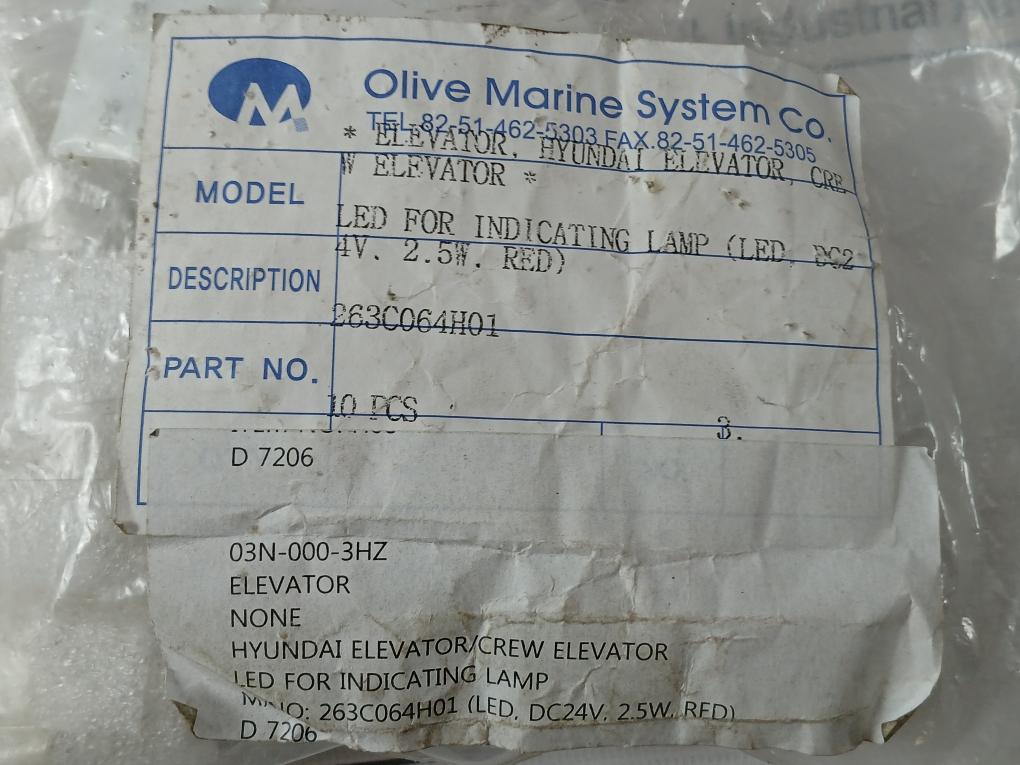 Industrial
Olive Marine System Co.
TEL.82-51-462-5303 FAX.82-51-462-5305
* ELEVATOR, HYUNDAI ELEVATOR, CRE
W ELEVATOR *
MODEL
LED FOR INDICATING LAMP (LED, DC2
4V. 2.5W. RED)
DESCRIPTION
263C064H01
PART NO.
10 PCS
3.
D 7206
03N-000-3HZ
ELEVATOR
NONE
HYUNDAI ELEVATOR/CREW ELEVATOR
LED FOR INDICATING LAMP
NO: 263C064H01 (LED, DC24V, 2.5W, RED)
D 7206